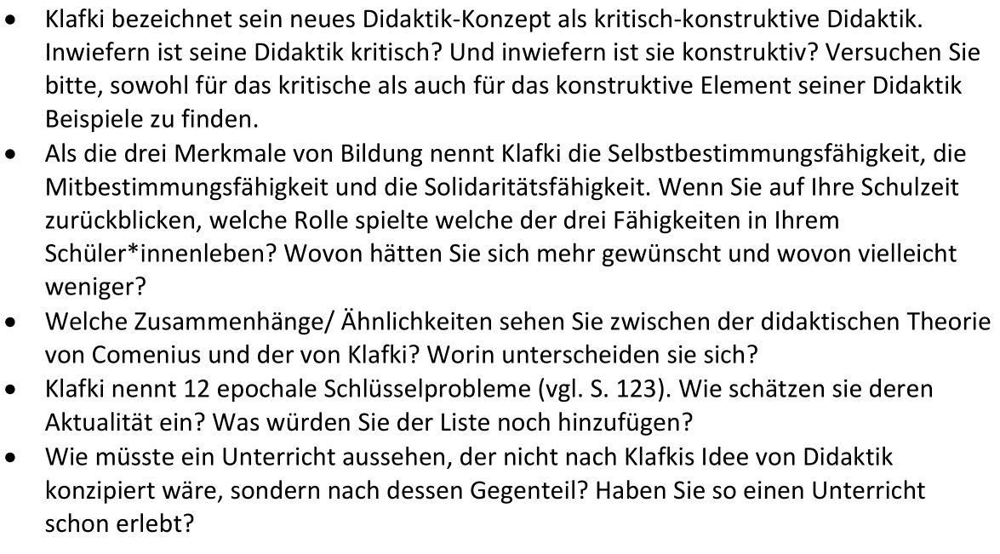 • Klafki bezeichnet sein neues Didaktik-Konzept als kritisch-konstruktive Didaktik.
Inwiefern ist seine Didaktik kritisch? Und inwiefern ist sie konstruktiv? Versuchen Sie
bitte, sowohl für das kritische als auch für das konstruktive Element seiner Didaktik
Beispiele zu finden.
• Als die drei Merkmale von Bildung nennt Klafki die Selbstbestimmungsfähigkeit, die
Mitbestimmungsfähigkeit und die Solidaritätsfähigkeit. Wenn Sie auf Ihre Schulzeit
zurückblicken, welche Rolle spielte welche der drei Fähigkeiten in Ihrem
Schüler*innenleben? Wovon hätten Sie sich mehr gewünscht und wovon vielleicht
weniger?
• Welche Zusammenhänge/ Ähnlichkeiten sehen Sie zwischen der didaktischen Theorie
von Comenius und der von Klafki? Worin unterscheiden sie sich?
• Klafki nennt 12 epochale Schlüsselprobleme (vgl. S. 123). Wie schätzen sie deren
Aktualität ein? Was würden Sie der Liste noch hinzufügen?
• Wie müsste ein Unterricht aussehen, der nicht nach Klafkis Idee von Didaktik
konzipiert wäre, sondern nach dessen Gegenteil? Haben Sie so einen Unterricht
schon erlebt?